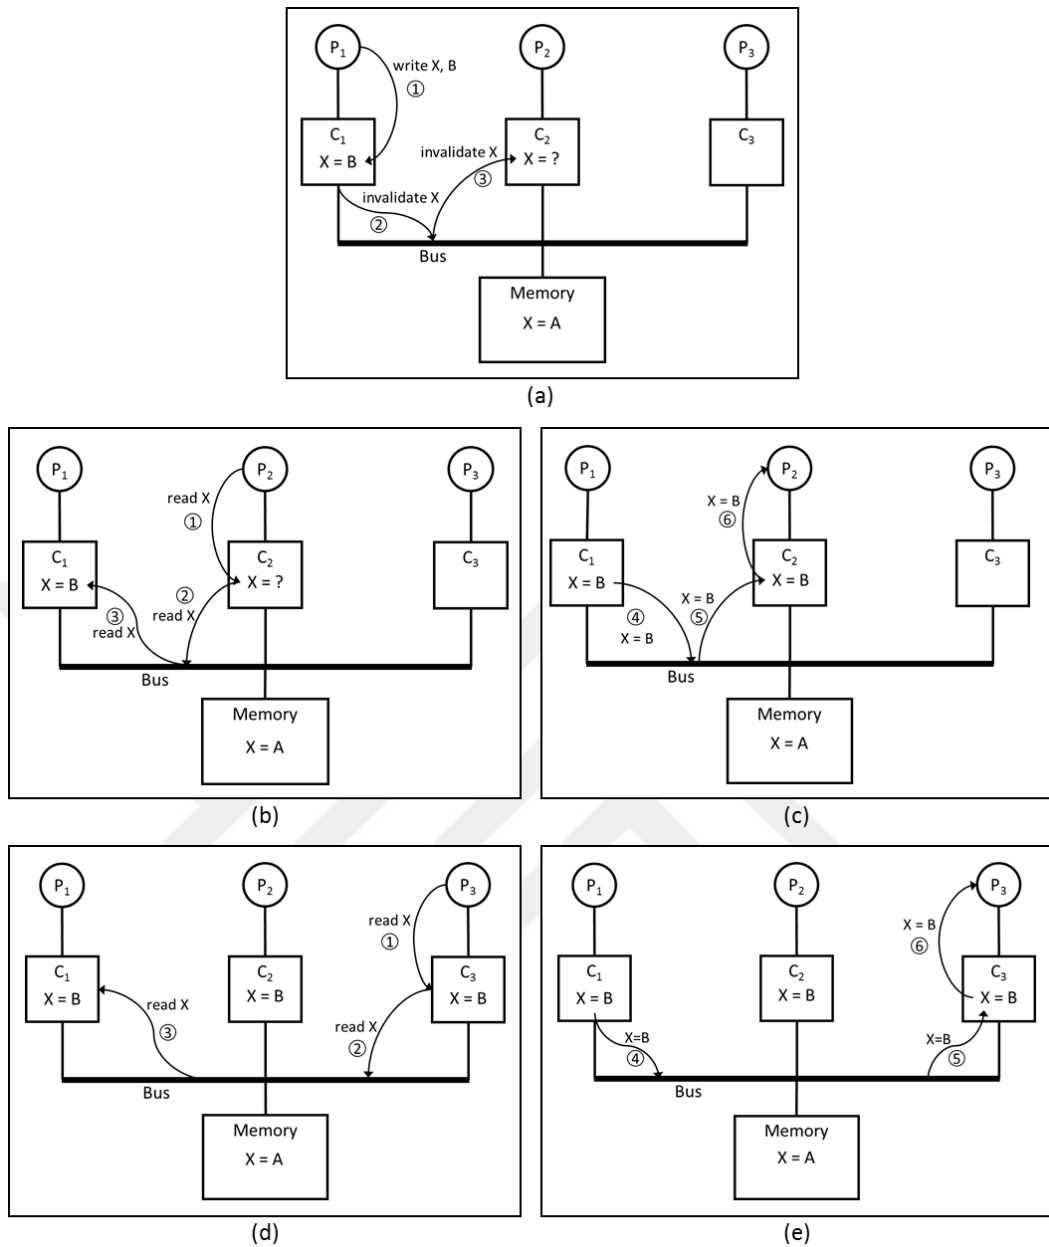 P₁ P₂ P₃
write X, B
①
C₁ C₂ C₃
X = B
invalidate X
X = ?
③
invalidate X
②
Bus
Memory
X = A
(a)
P₁ P₂ P₃
read X
①
C₁ C₂ C₃
X = B
X = ?
②
read X
③
read X
Bus
Memory
X = A
(b)
P₁ P₂ P₃
X = B
⑥
C₁ C₂ C₃
X = B
X = B
X = B
④
⑤
X = B
Bus
Memory
X = A
(c)
P₁ P₂ P₃
read X
①
C₁ C₂ C₃
X = B X = B X = B
read X
③
read X
②
Bus
Memory
X = A
(d)
P₁ P₂ P₃
X = B
⑥
C₁ C₂ C₃
X = B X = B X = B
X=B
④
X=B
⑤
Bus
Memory
X = A
(e)